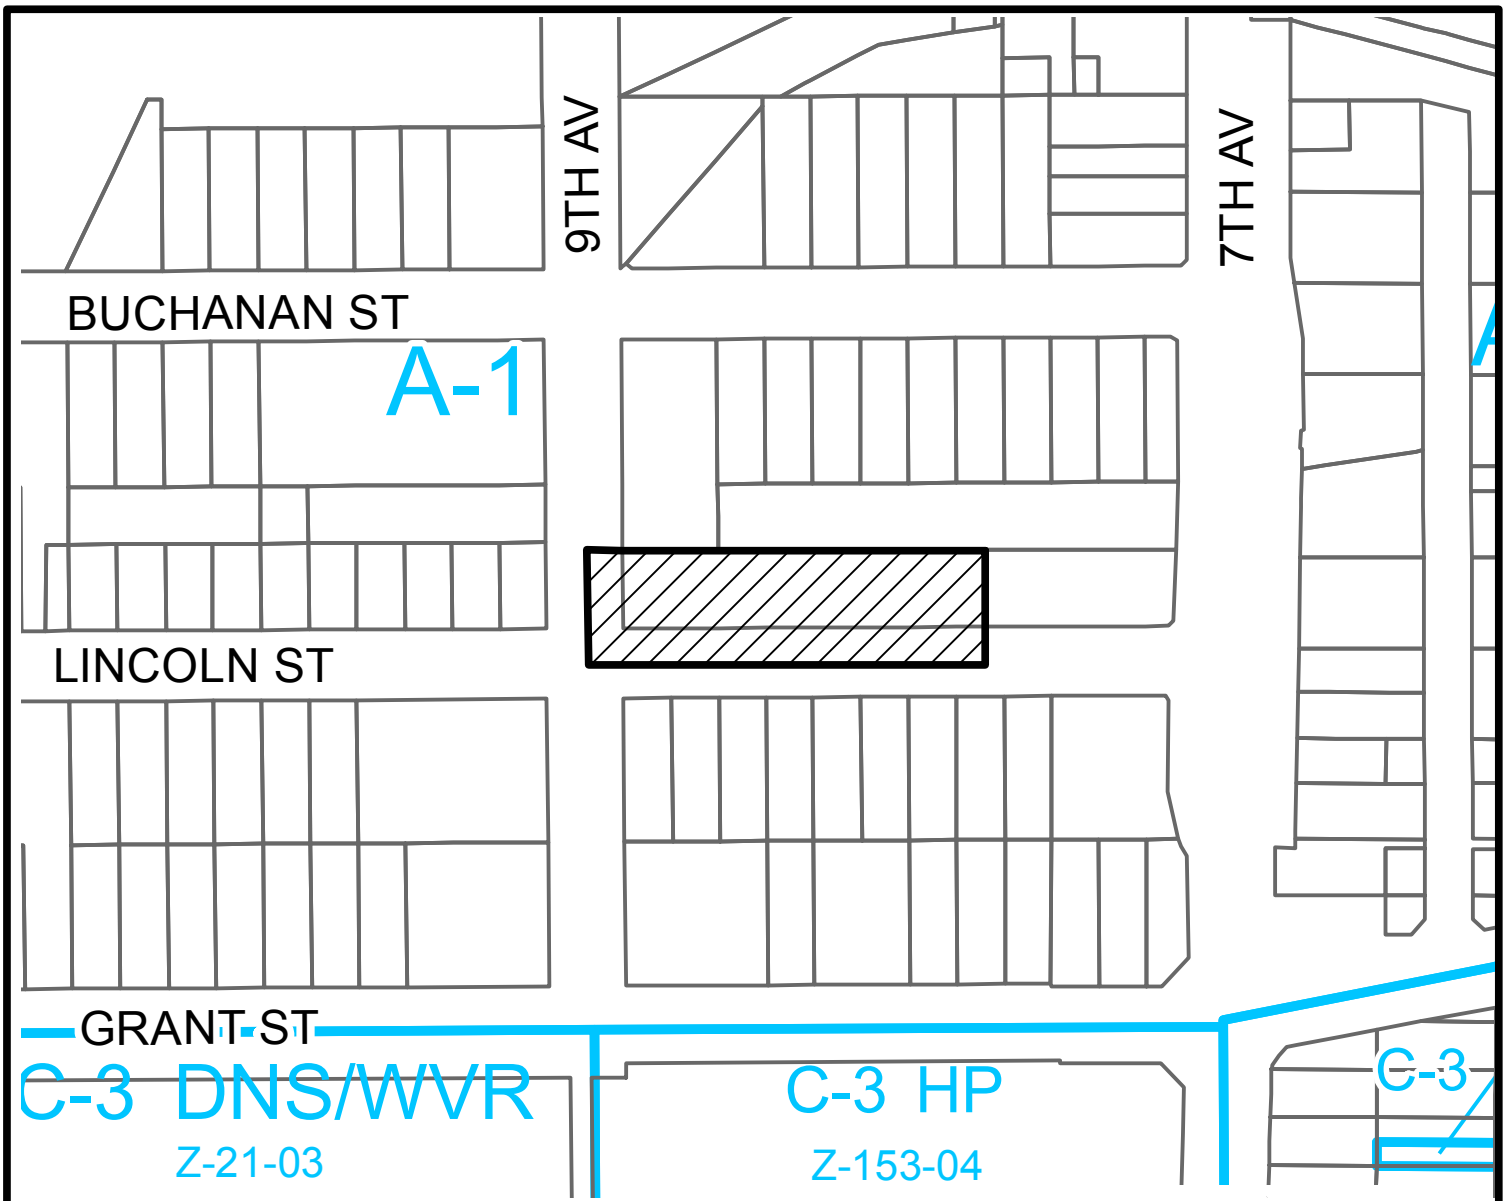 9TH AV
7TH AV
BUCHANAN ST
A-1
A
LINCOLN ST
GRANT ST
C-3 DNS/WVR
Z-21-03
C-3 HP
Z-153-04
C-3